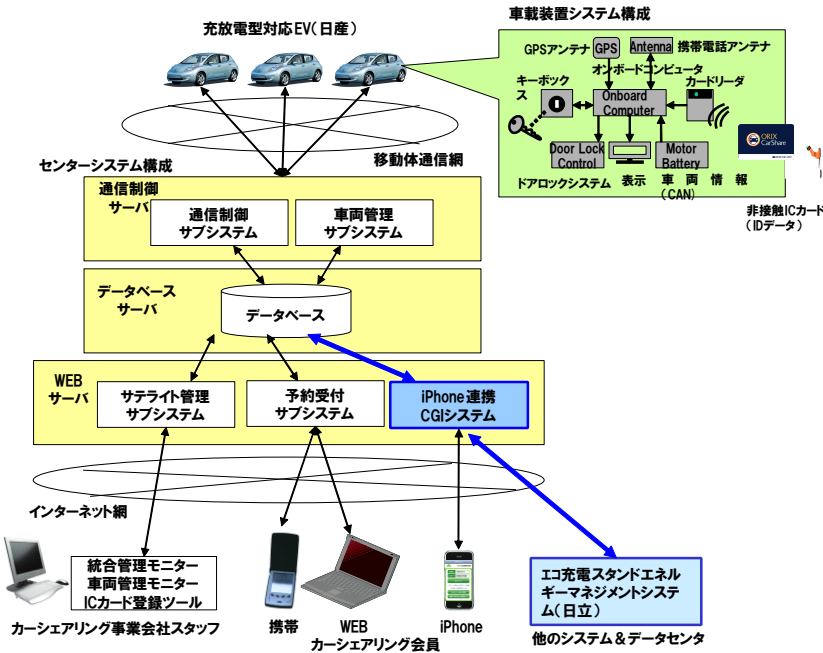 充放電型対応EV(日産)
車載装置システム構成
GPSアンテナ
GPS
Antenna
携帯電話アンテナ
オンボードコンピュータ
キーボック
ス
カードリーダ
Onboard
Computer
Door Lock
Control
Motor
Battery
ドアロックシステム
表示
車両情報
(CAN)
ORIX
CarShare
非接触ICカード
(IDデータ)
移動体通信網
センターシステム構成
通信制御
サーバ
通信制御
サブシステム
車両管理
サブシステム
データベース
サーバ
データベース
WEB
サーバ
サテライト管理
サブシステム
予約受付
サブシステム
iPhone連携
CGIシステム
インターネット網
統合管理モニター
車両管理モニター
ICカード登録ツール
カーシェアリング事業会社スタッフ
携帯
WEB
iPhone
カーシェアリング会員
エコ充電スタンドエネル
ギーマネジメントシステ
ム(日立)
他のシステム&データセンタ